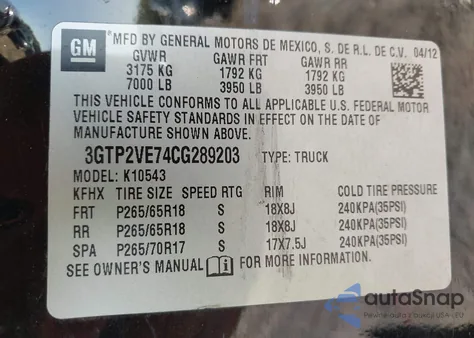 GM
*MFD BY GENERAL MOTORS DE MEXICO, S. DE R.L. DE C.V. 04/12
GVWR GAWR FRT GAWR RR
3175 KG 1792 KG 1792 KG
7000 LB 3950 LB 3950 LB
THIS VEHICLE CONFORMS TO ALL APPLICABLE U.S. FEDERAL MOTOR
VEHICLE SAFETY STANDARDS IN EFFECT ON THE DATE OF
MANUFACTURE SHOWN ABOVE.
3GTP2VE74CG289203 TYPE: TRUCK
MODEL: K10543
KFHX TIRE SIZE SPEED RTG RIM COLD TIRE PRESSURE
FRT P265/65R18 S 18X8J 240KPA(35PSI)
RR P265/65R18 S 18X8J 240KPA(35PSI)
SPA P265/70R17 S 17X7.5J 240KPA(35PSI)
SEE OWNER'S MANUAL FOR MORE INFORMATION.
autoSnap